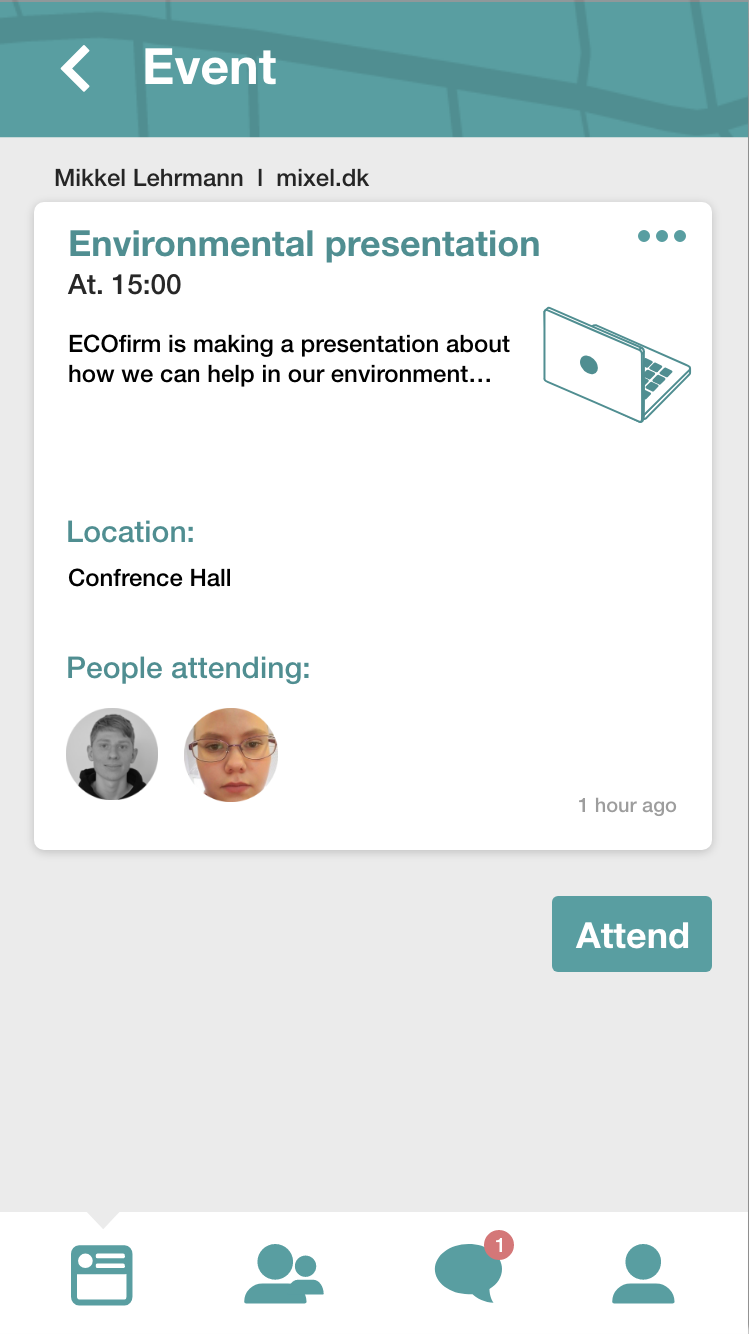 Event
Mikkel Lehrmann | mixel.dk
Environmental presentation
At. 15:00
ECOfirm is making a presentation about
how we can help in our environment...
Location:
Confrence Hall
People attending:
1 hour ago
Attend
1